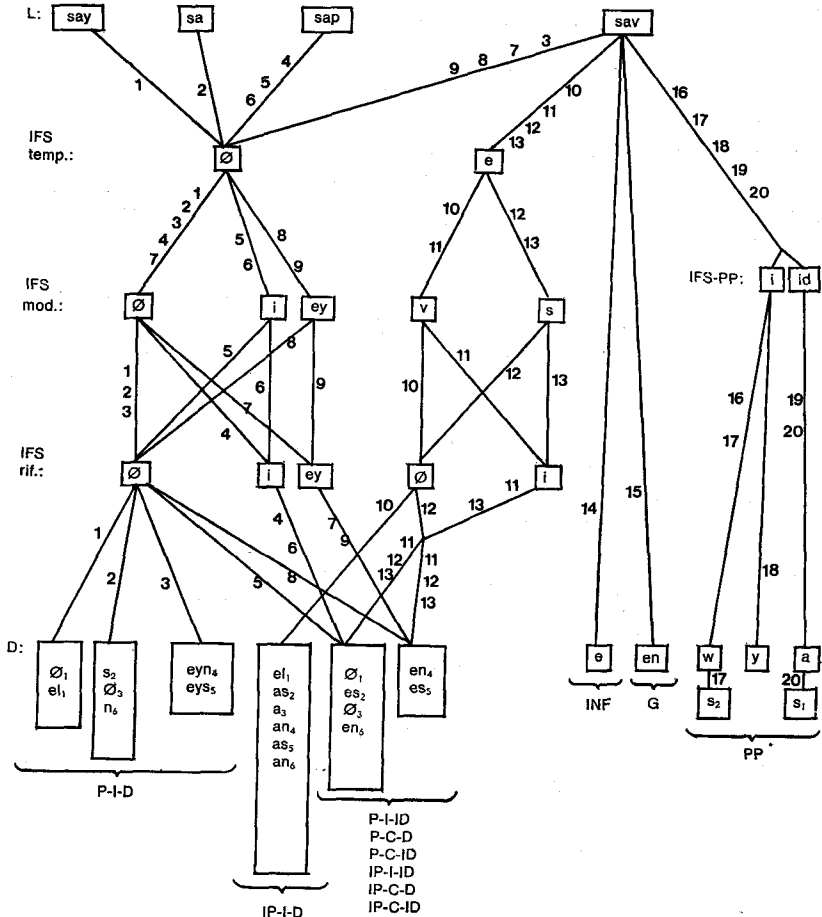 L: say sa sap sav
1 2 4 5 6 9 8 7 3 10 11 12 13 16 17 18 19 20
IFS
temp.: Ø e
1 2 3 4 7 5 6 8 9 10 11 12 13
IFS-PP: i id
IFS
mod.: Ø i ey v s
1 2 3 5 8 6 4 7 9 10 11 12 13 16 17 19 20
IFS
rif.: Ø i ey Ø i
14 15 18
1 2 3 5 8 4 6 7 9 10 12 11 13
12 13 11 11 12 13
D:
Ø₁
el₁
s₂
Ø₃
n₆
eyn₄
eys₅
el₁
as₂
a₃
an₄
as₅
an₆
Ø₁
es₂
Ø₃
en₆
en₄
es₅
e en w y a
17 20
s₂ s₁
INF G PP
P-I-D
IP-I-D
P-I-ID
P-C-D
P-C-ID
IP-I-ID
IP-C-D
IP-C-ID